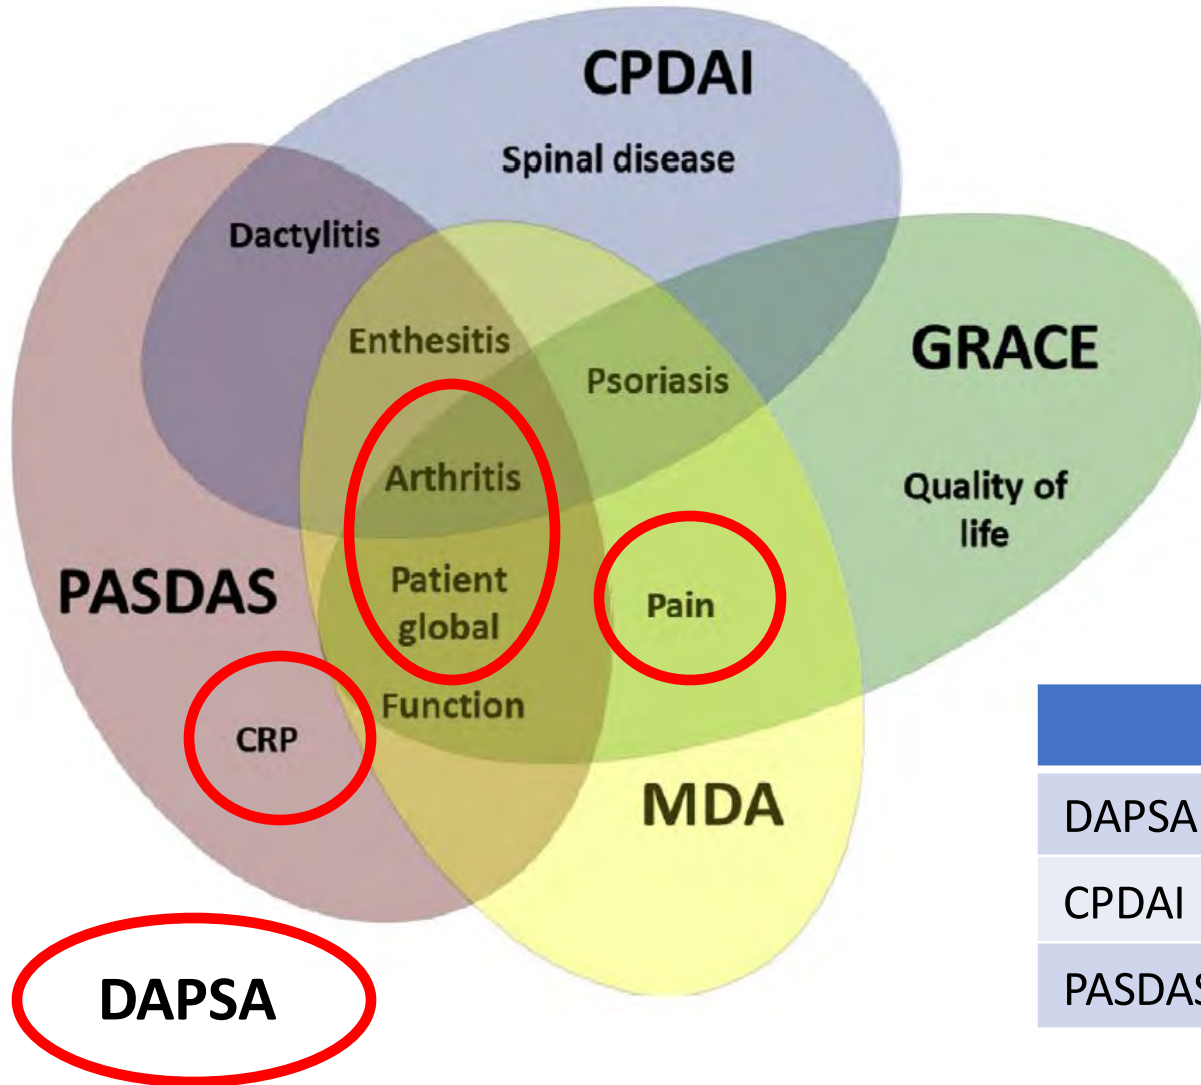 CPDAI
Spinal disease
Dactylitis
Enthesitis
GRACE
Psoriasis
Arthritis
Quality of
life
PASDAS
Patient
global
Pain
Function
CRP
MDA
DAPSA
CPDAI
PASDAS
DAPSA